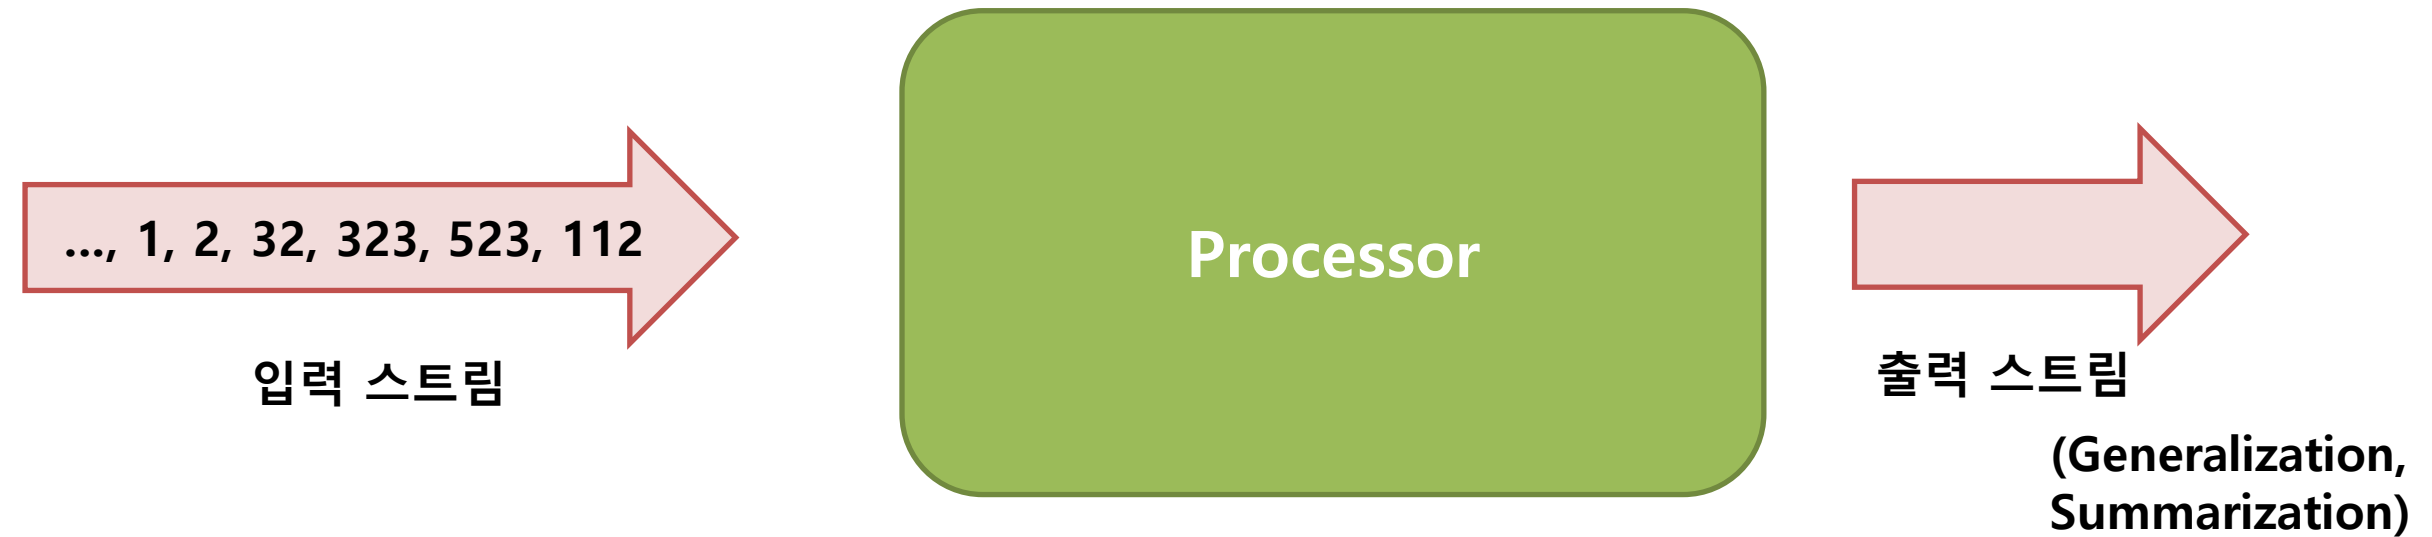 ..., 1, 2, 32, 323, 523, 112
입력 스트림
Processor
출력 스트림
(Generalization,
Summarization)